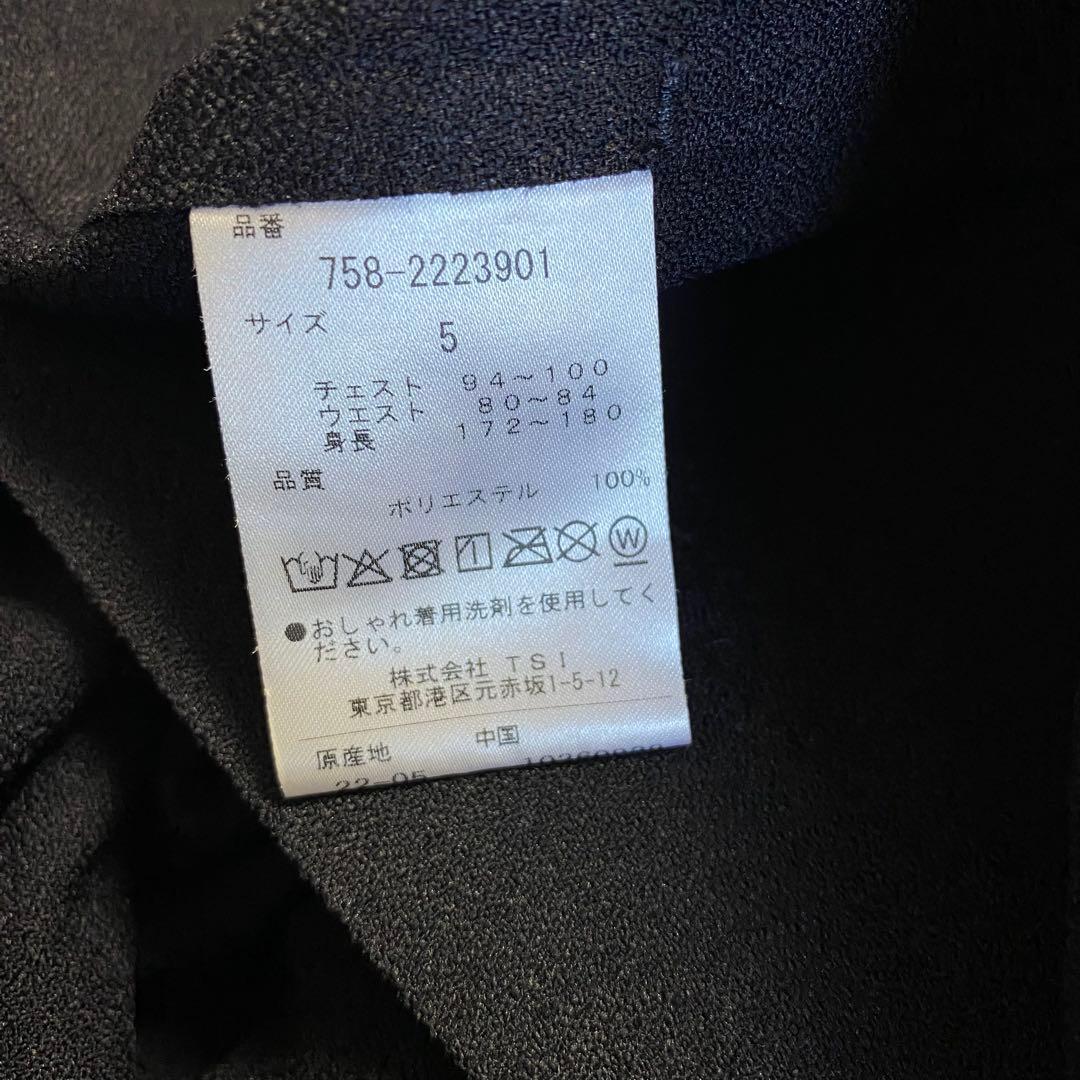 品番
758-2223901
サイズ
5
チェスト 94～100
ウエスト 80～84
身長 172～180
品質
ポリエステル 100%
W
●おしゃれ着用洗剤を使用してく
ださい。
株式会社 TSI
東京都港区元赤坂1-5-12
原産地 中国
22-05